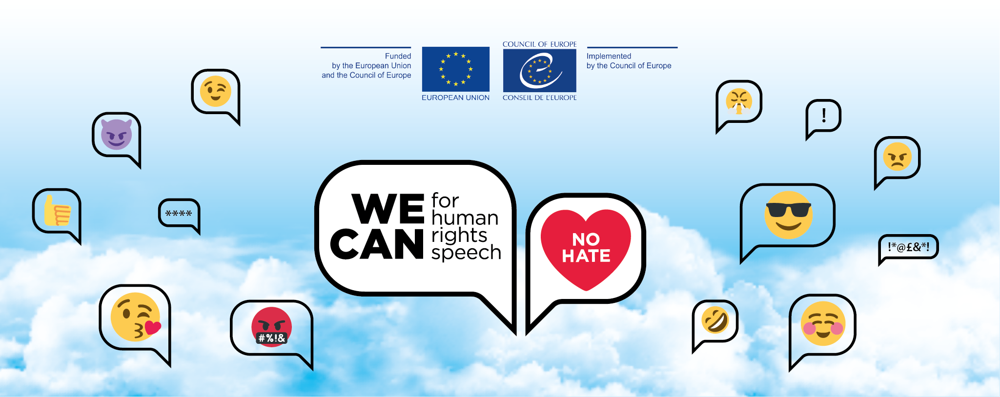 Funded
by the European Union
and the Council of Europe
EUROPEAN UNION
COUNCIL OF EUROPE
CONSEIL DE L'EUROPE
Implemented
by the Council of Europe
!
****
WE
CAN
for
human
rights
speech
NO
HATE
!*@£&*!
#%!&